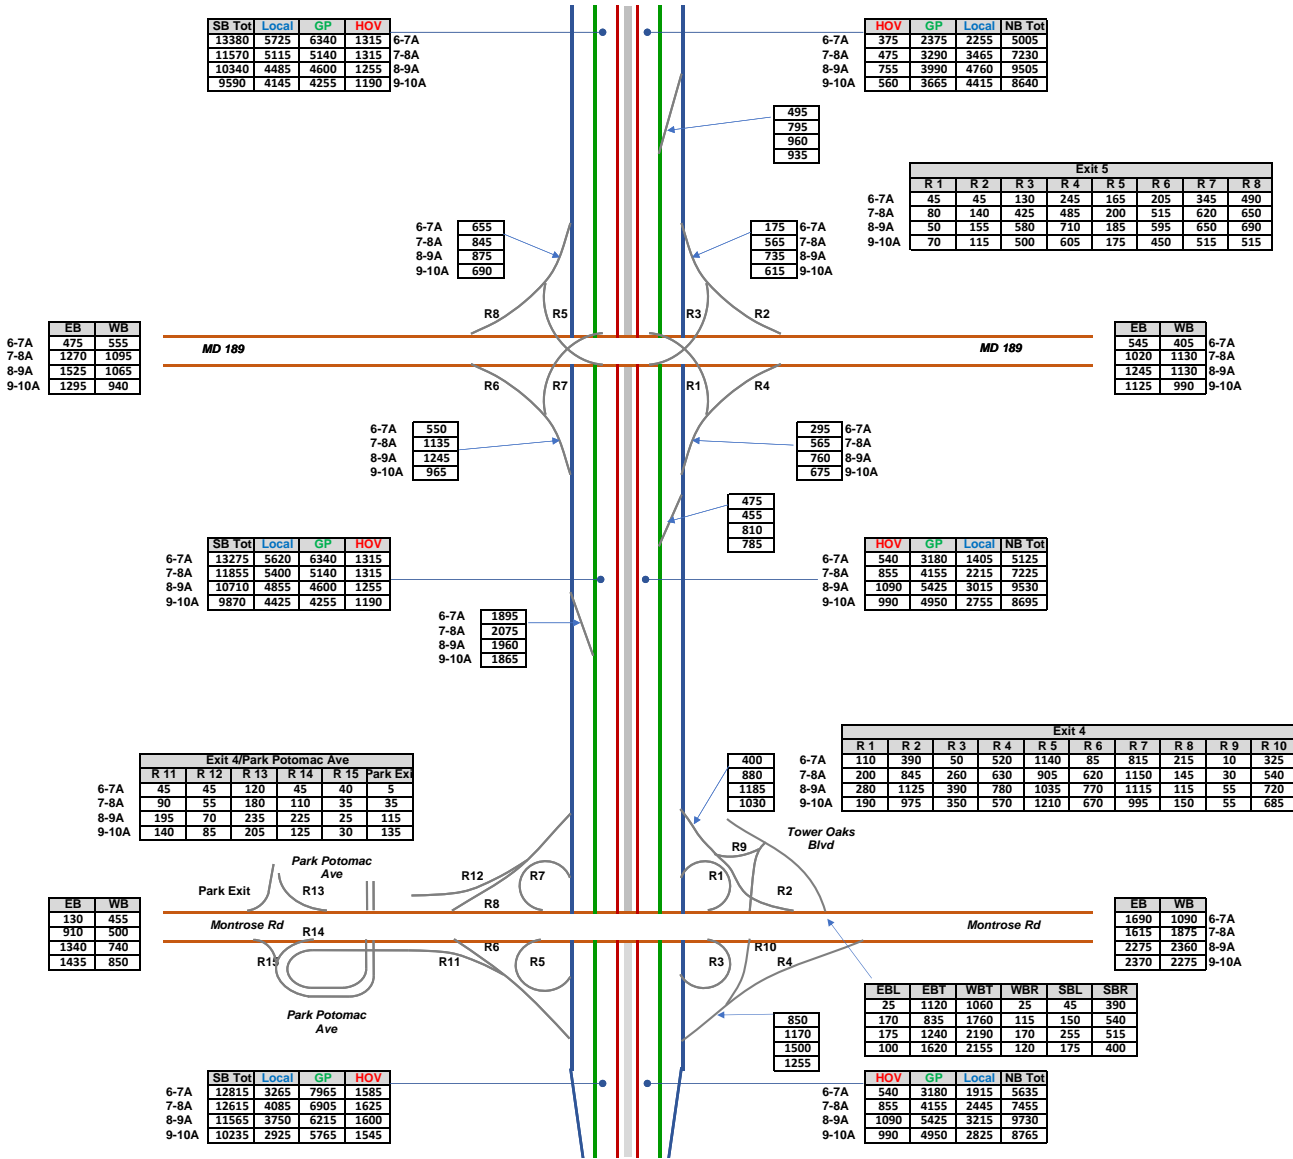 SB Tot Local GP HOV
13380 5725 6340 1315 6-7A
11570 5115 5140 1315 7-8A
10340 4485 4600 1255 8-9A
9590 4145 4255 1190 9-10A
HOV GP Local NB Tot
6-7A 375 2375 2255 5005
7-8A 475 3290 3465 7230
8-9A 755 3990 4760 9505
9-10A 560 3665 4415 8640
495
795
960
935
Exit 5
R 1 R 2 R 3 R 4 R 5 R 6 R 7 R 8
6-7A 45 45 130 245 165 205 345 490
7-8A 80 140 425 485 200 515 620 650
8-9A 50 155 580 710 185 595 650 690
9-10A 70 115 500 605 175 450 515 515
6-7A 655
7-8A 845
8-9A 875
9-10A 690
175 6-7A
565 7-8A
735 8-9A
615 9-10A
R8 R5 R3 R2
EB WB
6-7A 475 555
7-8A 1270 1095
8-9A 1525 1065
9-10A 1295 940
MD 189
MD 189
EB WB
545 405 6-7A
1020 1130 7-8A
1245 1130 8-9A
1125 990 9-10A
R6 R7 R1 R4
6-7A 550
7-8A 1135
8-9A 1245
9-10A 965
295 6-7A
565 7-8A
760 8-9A
675 9-10A
475
455
810
785
SB Tot Local GP HOV
6-7A 13275 5620 6340 1315
7-8A 11855 5400 5140 1315
8-9A 10710 4855 4600 1255
9-10A 9870 4425 4255 1190
HOV GP Local NB Tot
6-7A 540 3180 1405 5125
7-8A 855 4155 2215 7225
8-9A 1090 5425 3015 9530
9-10A 990 4950 2755 8695
6-7A 1895
7-8A 2075
8-9A 1960
9-10A 1865
Exit 4/Park Potomac Ave
R 11 R 12 R 13 R 14 R 15 Park Exi
6-7A 45 45 120 45 40 5
7-8A 90 55 180 110 35 35
8-9A 195 70 235 225 25 115
9-10A 140 85 205 125 30 135
400
880
1185
1030
Exit 4
R 1 R 2 R 3 R 4 R 5 R 6 R 7 R 8 R 9 R 10
6-7A 110 390 50 520 1140 85 815 215 10 325
7-8A 200 845 260 630 905 620 1150 145 30 540
8-9A 280 1125 390 780 1035 770 1115 115 55 720
9-10A 190 975 350 570 1210 670 995 150 55 685
Tower Oaks
Blvd
R9
Park Potomac
Ave
Park Exit R13 R12 R7 R8 R1 R2
EB WB
130 455
910 500
1340 740
1435 850
Montrose Rd
Montrose Rd
EB WB
1690 1090 6-7A
1615 1875 7-8A
2275 2360 8-9A
2370 2275 9-10A
R14 R15 R11 R6 R5 R3 R10 R4
Park Potomac
Ave
EBL EBT WBT WBR SBL SBR
25 1120 1060 25 45 390
170 835 1760 115 150 540
175 1240 2190 170 255 515
100 1620 2155 120 175 400
850
1170
1500
1255
SB Tot Local GP HOV
6-7A 12815 3265 7965 1585
7-8A 12615 4085 6905 1625
8-9A 11565 3750 6215 1600
9-10A 10235 2925 5765 1545
HOV GP Local NB Tot
6-7A 540 3180 1915 5635
7-8A 855 4155 2445 7455
8-9A 1090 5425 3215 9730
9-10A 990 4950 2825 8765